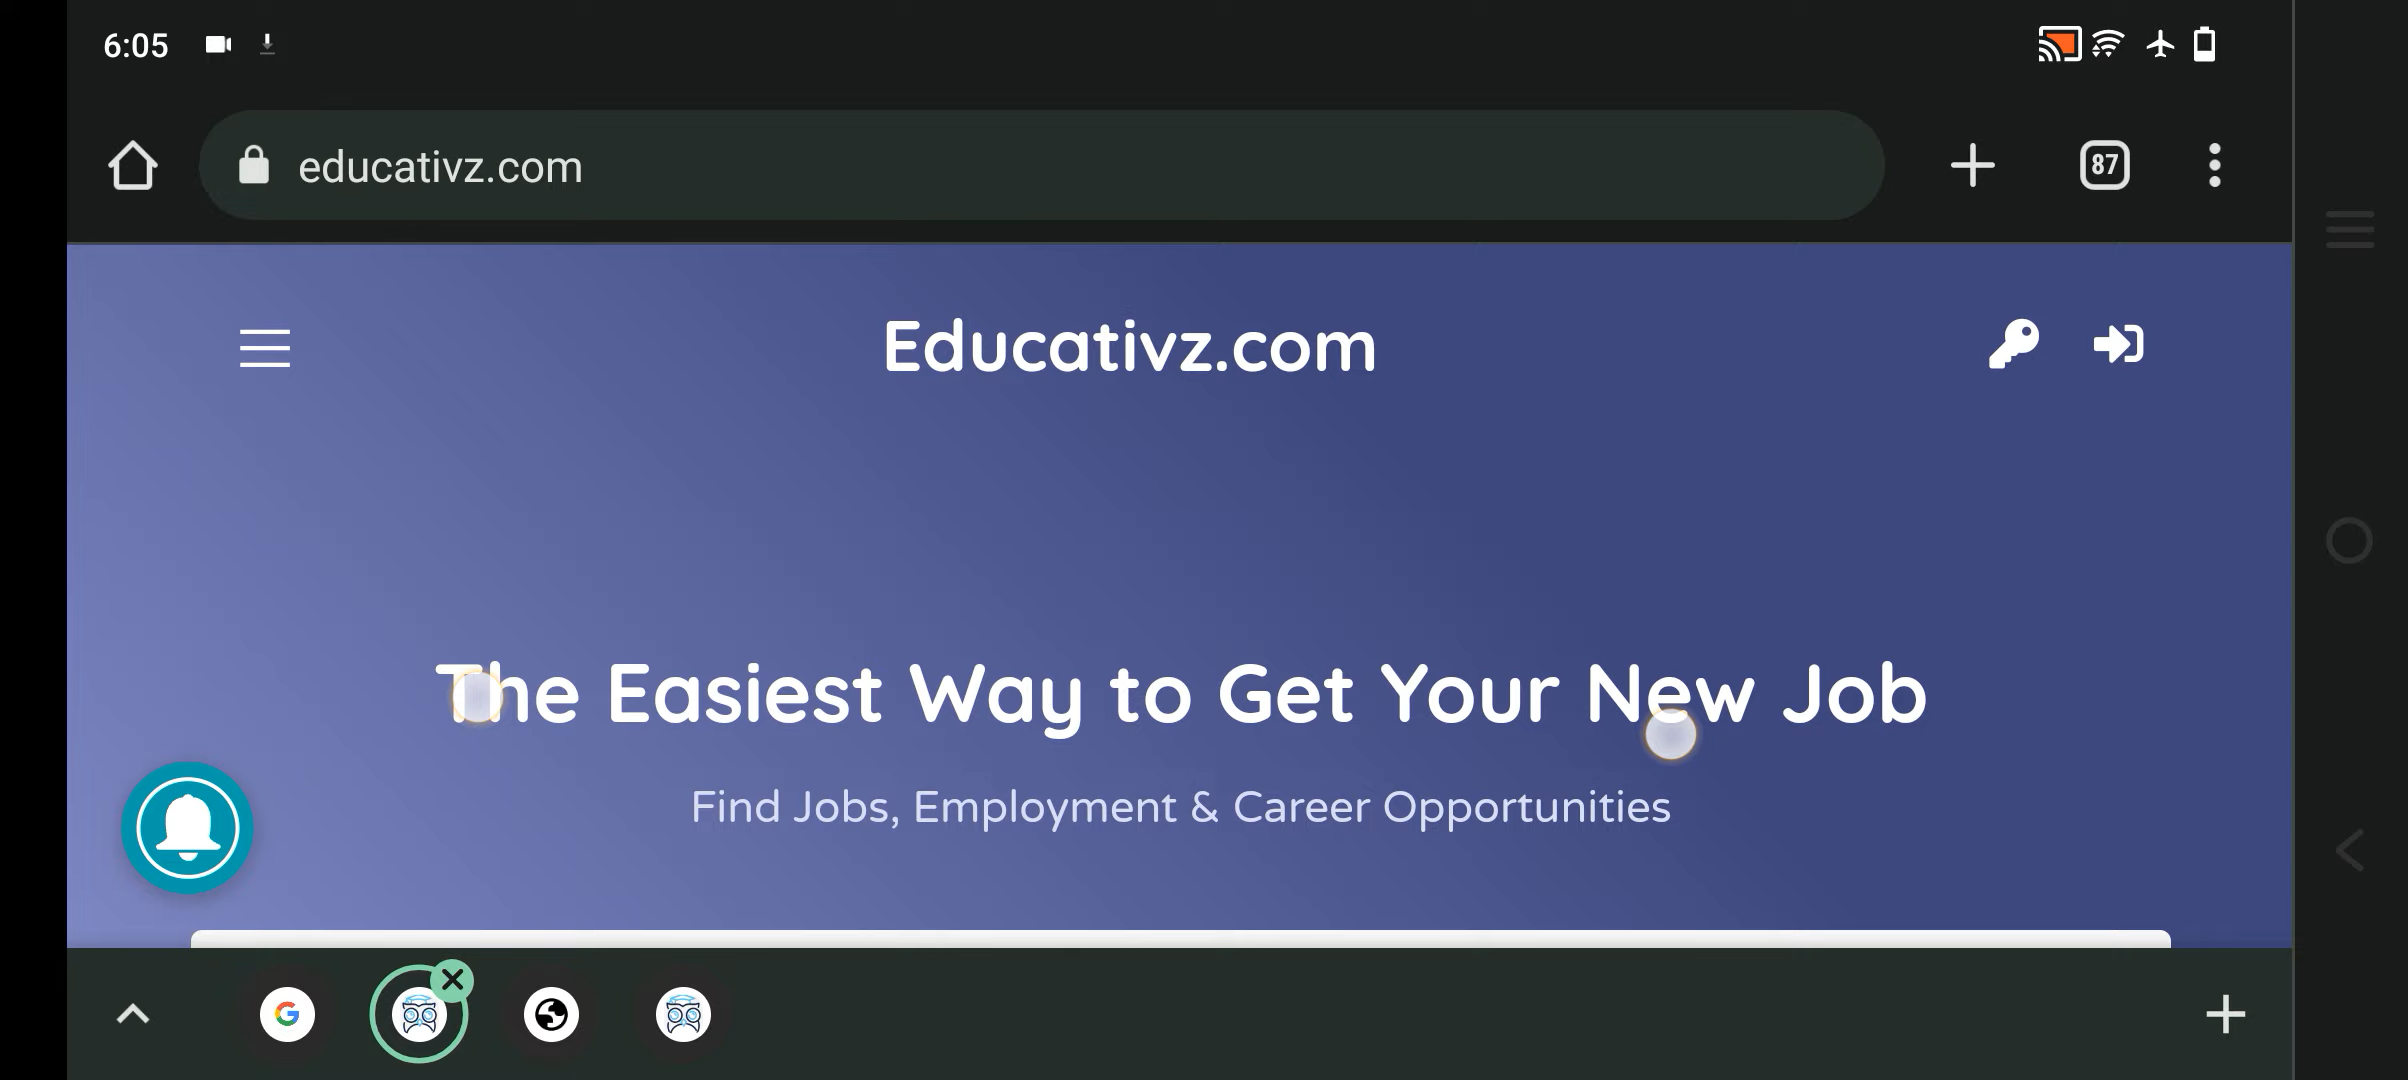 6:05
educativz.com
87
Educativz.com
The Easiest Way to Get Your New Job
Find Jobs, Employment & Career Opportunities